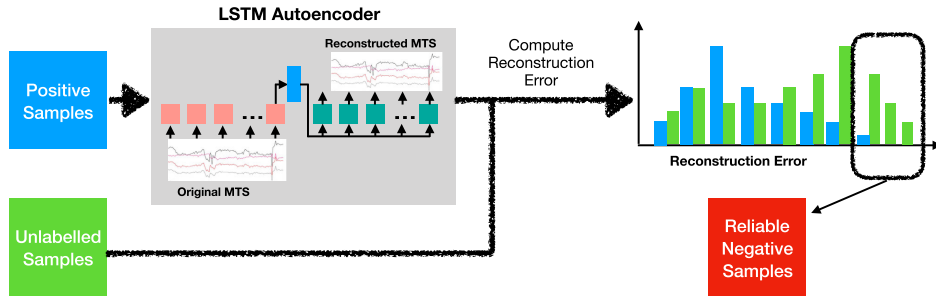 LSTM Autoencoder
Positive
Samples
Reconstructed MTS
Original MTS
Compute
Reconstruction
Error
Reconstruction Error
Unlabelled
Samples
Reliable
Negative
Samples